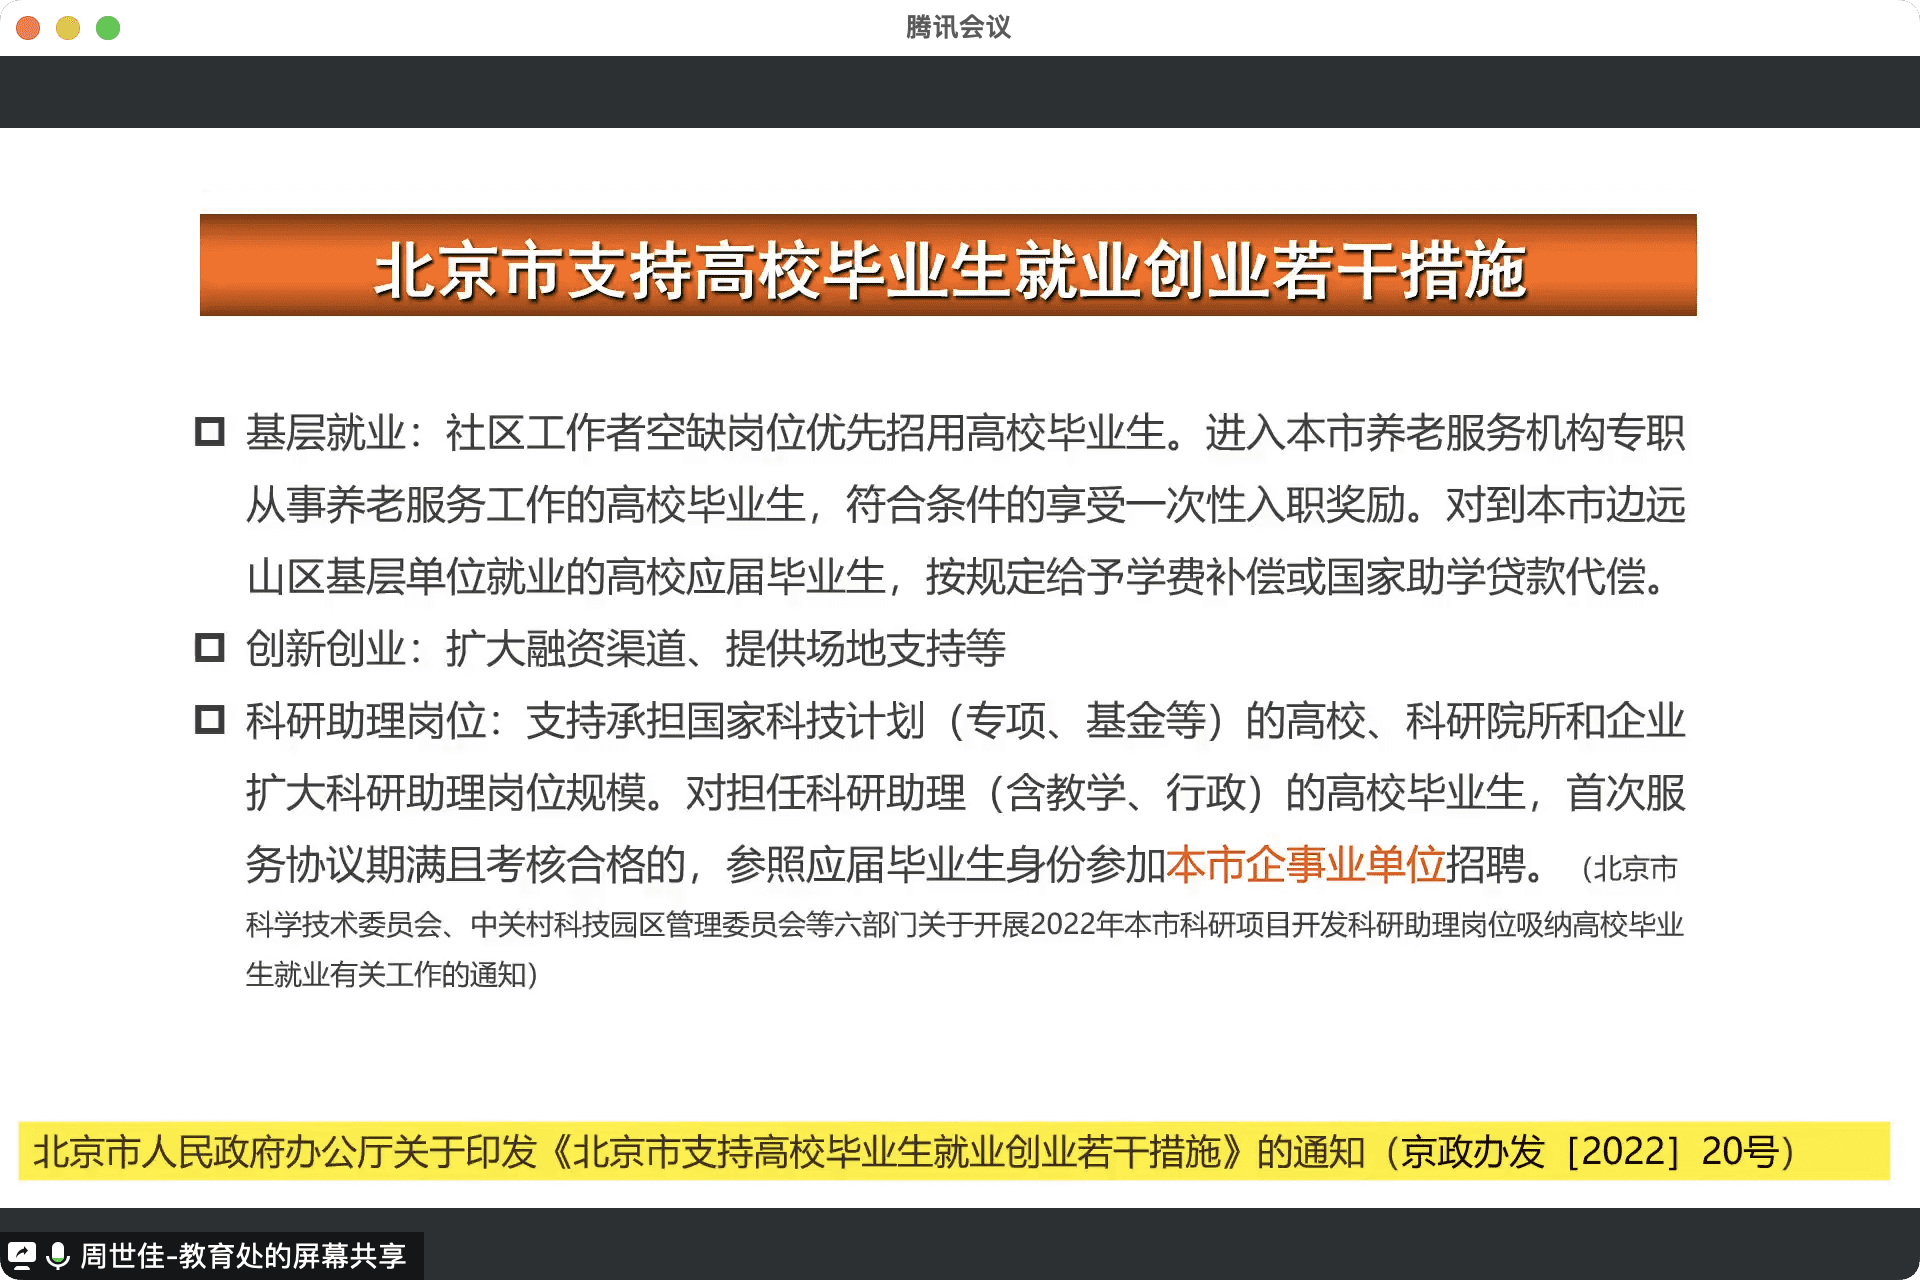 腾讯会议
北京市支持高校毕业生就业创业若干措施
基层就业：社区工作者空缺岗位优先招用高校毕业生。进入本市养老服务机构专职
从事养老服务工作的高校毕业生，符合条件的享受一次性入职奖励。对到本市边远
山区基层单位就业的高校应届毕业生，按规定给予学费补偿或国家助学贷款代偿。
创新创业：扩大融资渠道、提供场地支持等
科研助理岗位：支持承担国家科技计划（专项、基金等）的高校、科研院所和企业
扩大科研助理岗位规模。对担任科研助理（含教学、行政）的高校毕业生，首次服
务协议期满且考核合格的，参照应届毕业生身份参加本市企事业单位招聘。（北京市
科学技术委员会、中关村科技园区管理委员会等六部门关于开展2022年本市科研项目开发科研助理岗位吸纳高校毕业
生就业有关工作的通知）
北京市人民政府办公厅关于印发《北京市支持高校毕业生就业创业若干措施》的通知（京政办发［2022］20号）
周世佳-教育处的屏幕共享